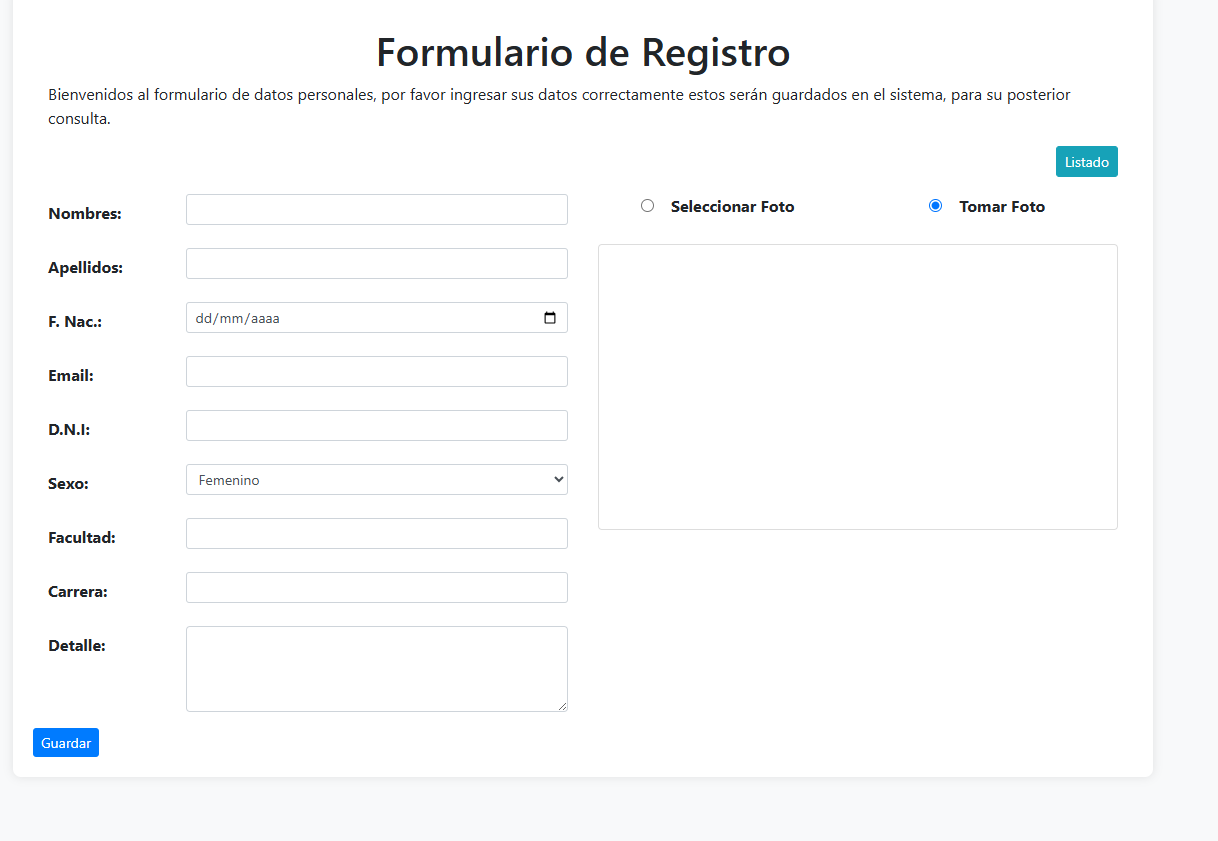 Formulario de Registro
Bienvenidos al formulario de datos personales, por favor ingresar sus datos correctamente estos serán guardados en el sistema, para su posterior
consulta.
Listado
Nombres:
Seleccionar Foto
Tomar Foto
Apellidos:
F. Nac.:
dd/mm/aaaa
Email:
D.N.I:
Sexo:
Femenino
Facultad:
Carrera:
Detalle:
Guardar